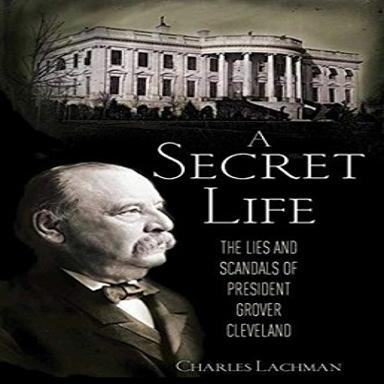 A
SECRET
LIFE
THE LIES AND
SCANDALS OF
PRESIDENT
GROVER
CLEVELAND
CHARLES LACHMAN